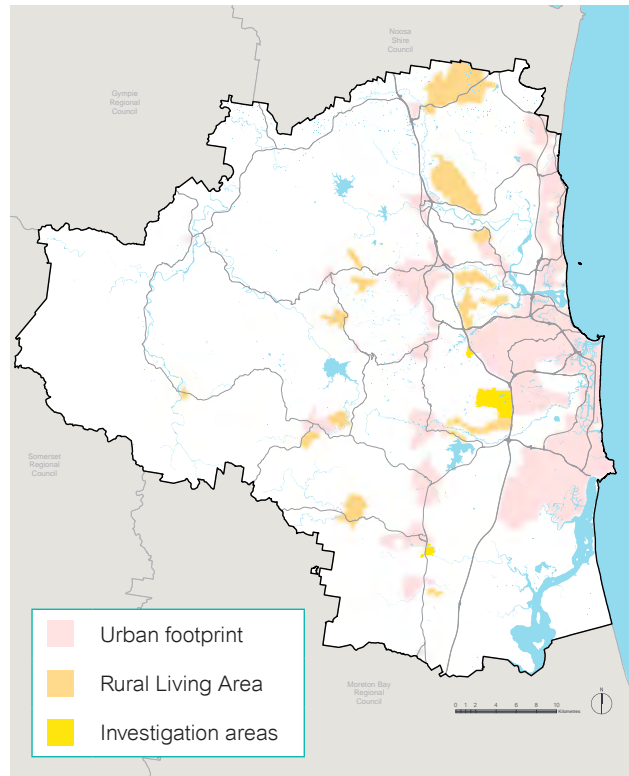 Noosa
Shire
Council
Gympie
Regional
Council
Somerset
Regional
Council
Moreton Bay
Regional
Council
Urban footprint
Rural Living Area
Investigation areas
0 1 2 4 6 8 10
Kilometres
N